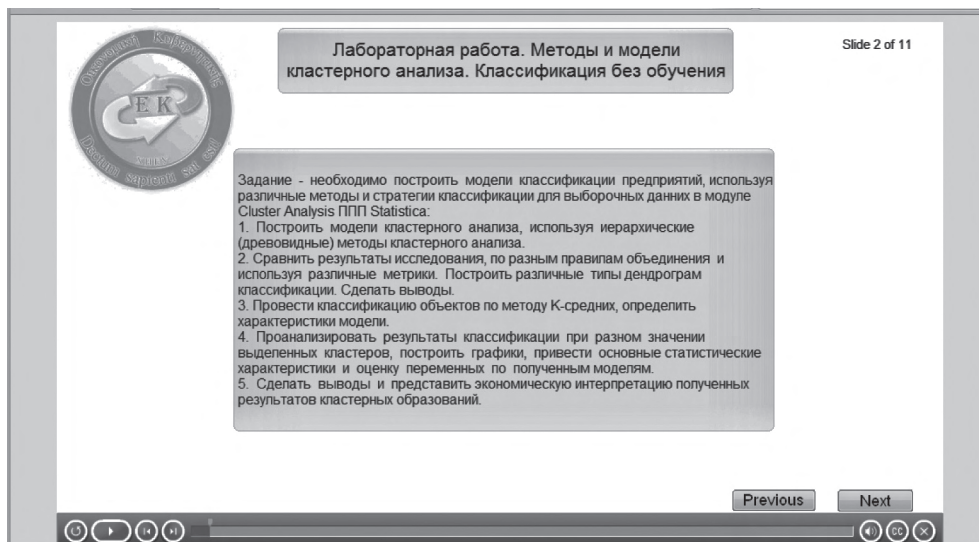 Лабораторная работа. Методы и модели
кластерного анализа. Классификация без обучения
Slide 2 of 11
ЕК
Задание - необходимо построить модели классификации предприятий, используя
различные методы и стратегии классификации для выборочных данних в модуле
Cluster Analysis ППП Statistica:
1. Построить модели кластерного анализа, используя иерархические
(древовидные) методы кластерного анализа.
2. Сравнить результаты исследования, по разным правипам объединения и
используя различные метрики. Построить различные типы дендрограм
классификации. Сделать выводы.
3. Провести классификацию объектов по методу К-средних, определить
характеристики модели.
4. Проанализировать результаты классификации при разном значении
выделенных кластеров, построить графики, привести основные статистические
характеристики и оценку переменных по полученным моделям.
5. Сделать выводы и представить экономическую интерпретацию полученных
результатов кластерных образований.
Previous
Next
CC